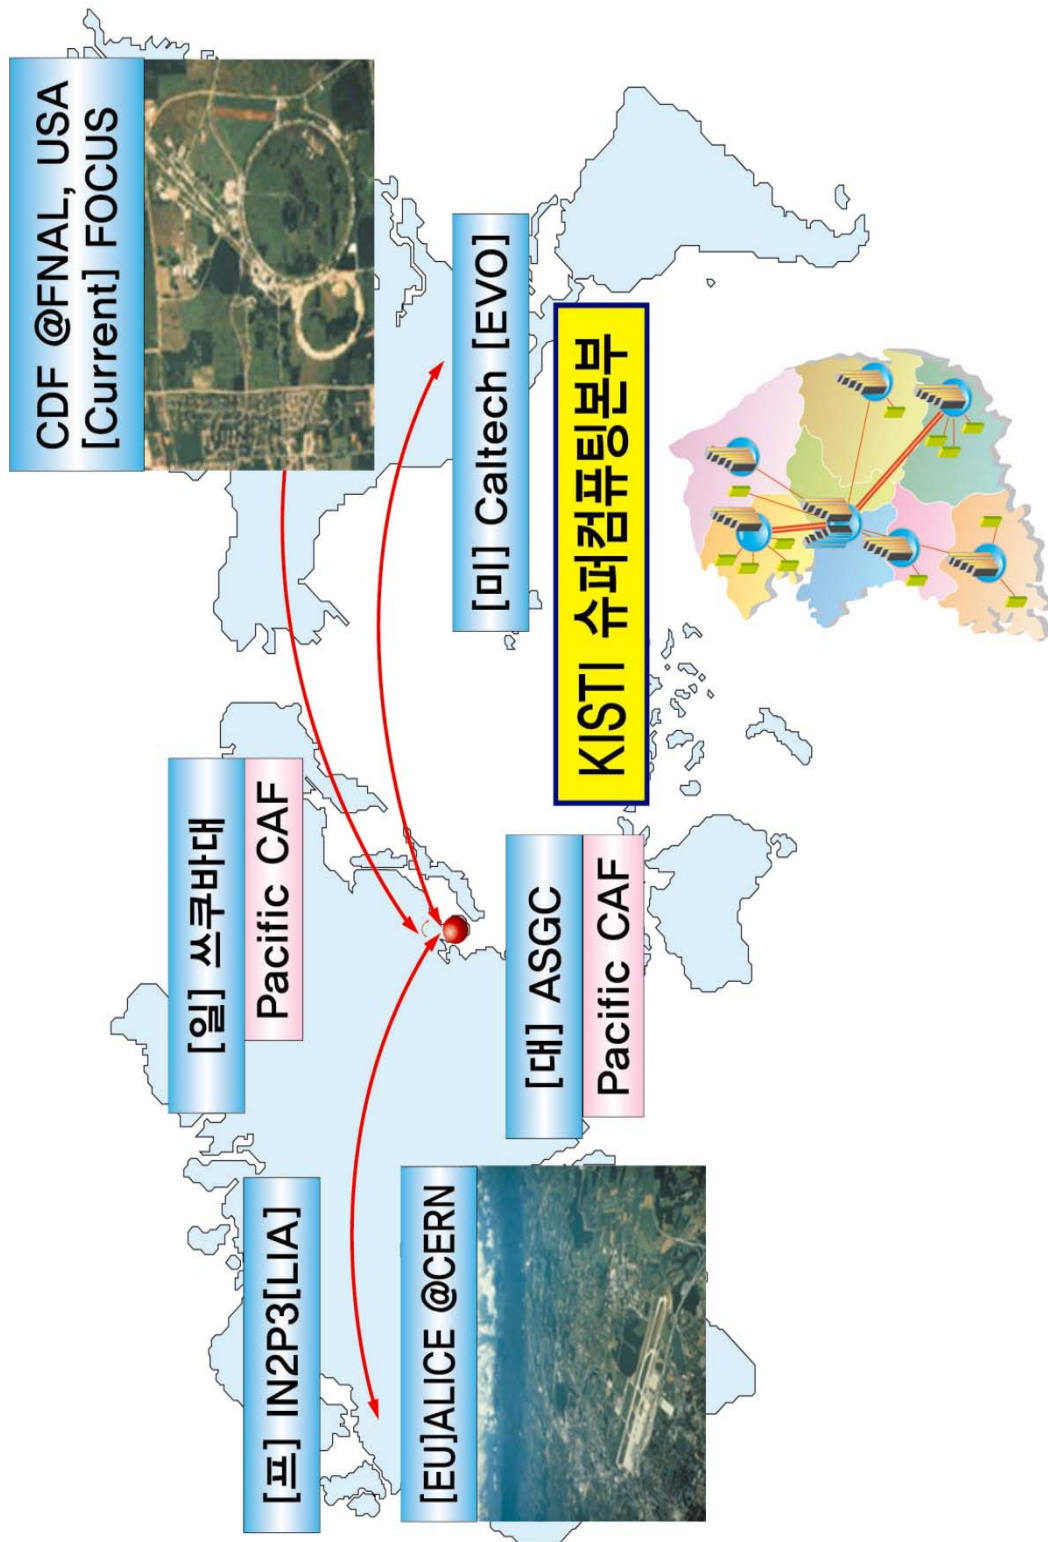 CDF @FNAL, USA
[Current] FOCUS
[일] 쓰쿠바대
Pacific CAF
[프] IN2P3[LIA]
[EU]ALICE @CERN
[미] Caltech [EVO]
[대] ASGC
Pacific CAF
KISTI 슈퍼컴퓨팅본부